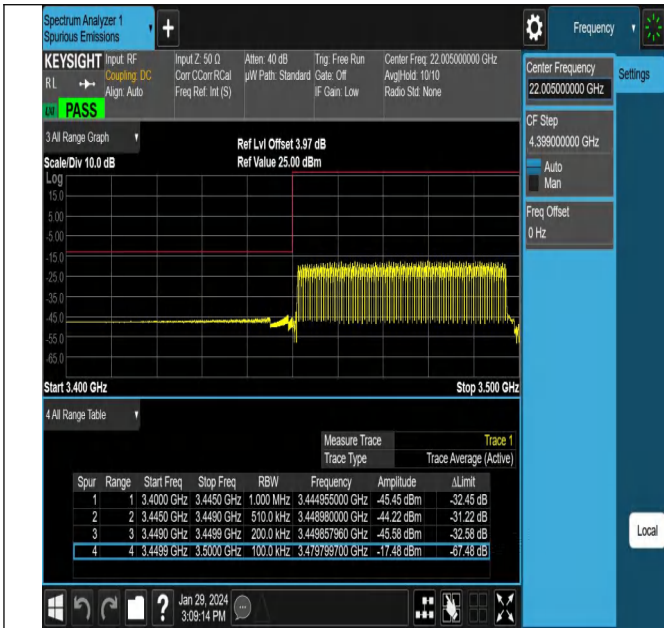 Spectrum Analyzer 1
Spurious Emissions
Frequency
KEYSIGHT
RL
PASS
Input: RF
Coupling: DC
Align: Auto
Input Z: 50 Ω
Corr CCorr RCal
Freq Ref: Int (S)
Atten: 40 dB
µW Path: Standard
Trig: Free Run
Gate: Off
IF Gain: Low
Center Freq: 22.005000000 GHz
Avg|Hold: 10/10
Radio Std: None
Center Frequency
22.005000000 GHz
Settings
CF Step
4.399000000 GHz
Auto
Man
Freq Offset
0 Hz
3 All Range Graph
Ref Lvl Offset 3.97 dB
Scale/Div 10.0 dB
Ref Value 25.00 dBm
Log
15.0
5.00
-5.00
-15.0
-25.0
-35.0
-45.0
-55.0
-65.0
Start 3.400 GHz
Stop 3.500 GHz
4 All Range Table
Measure Trace Trace 1
Trace Type Trace Average (Active)
Spur Range Start Freq Stop Freq RBW Frequency Amplitude ΔLimit
1 1 3.4000 GHz 3.4450 GHz 1.000 MHz 3.444955000 GHz -45.45 dBm -32.45 dB
2 2 3.4450 GHz 3.4490 GHz 510.0 kHz 3.448980000 GHz -44.22 dBm -31.22 dB
3 3 3.4490 GHz 3.4499 GHz 200.0 kHz 3.449857960 GHz -45.58 dBm -32.58 dB
4 4 3.4499 GHz 3.5000 GHz 100.0 kHz 3.479799700 GHz -17.48 dBm -67.48 dB
Local
Jan 29, 2024
3:09:14 PM